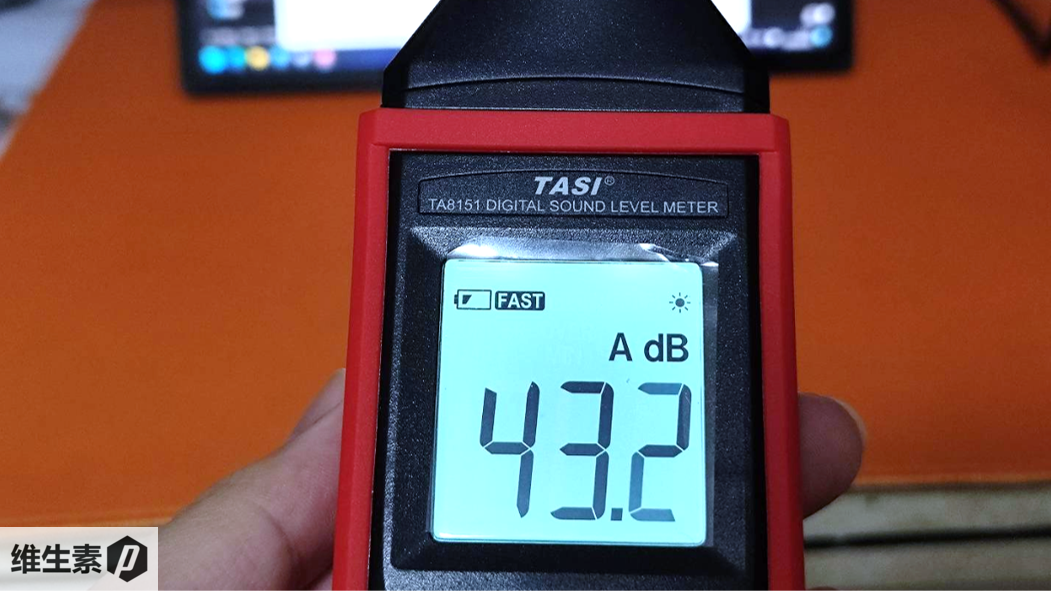 TASI®
TA8151 DIGITAL SOUND LEVEL METER
FAST
A dB
43.2
维生素